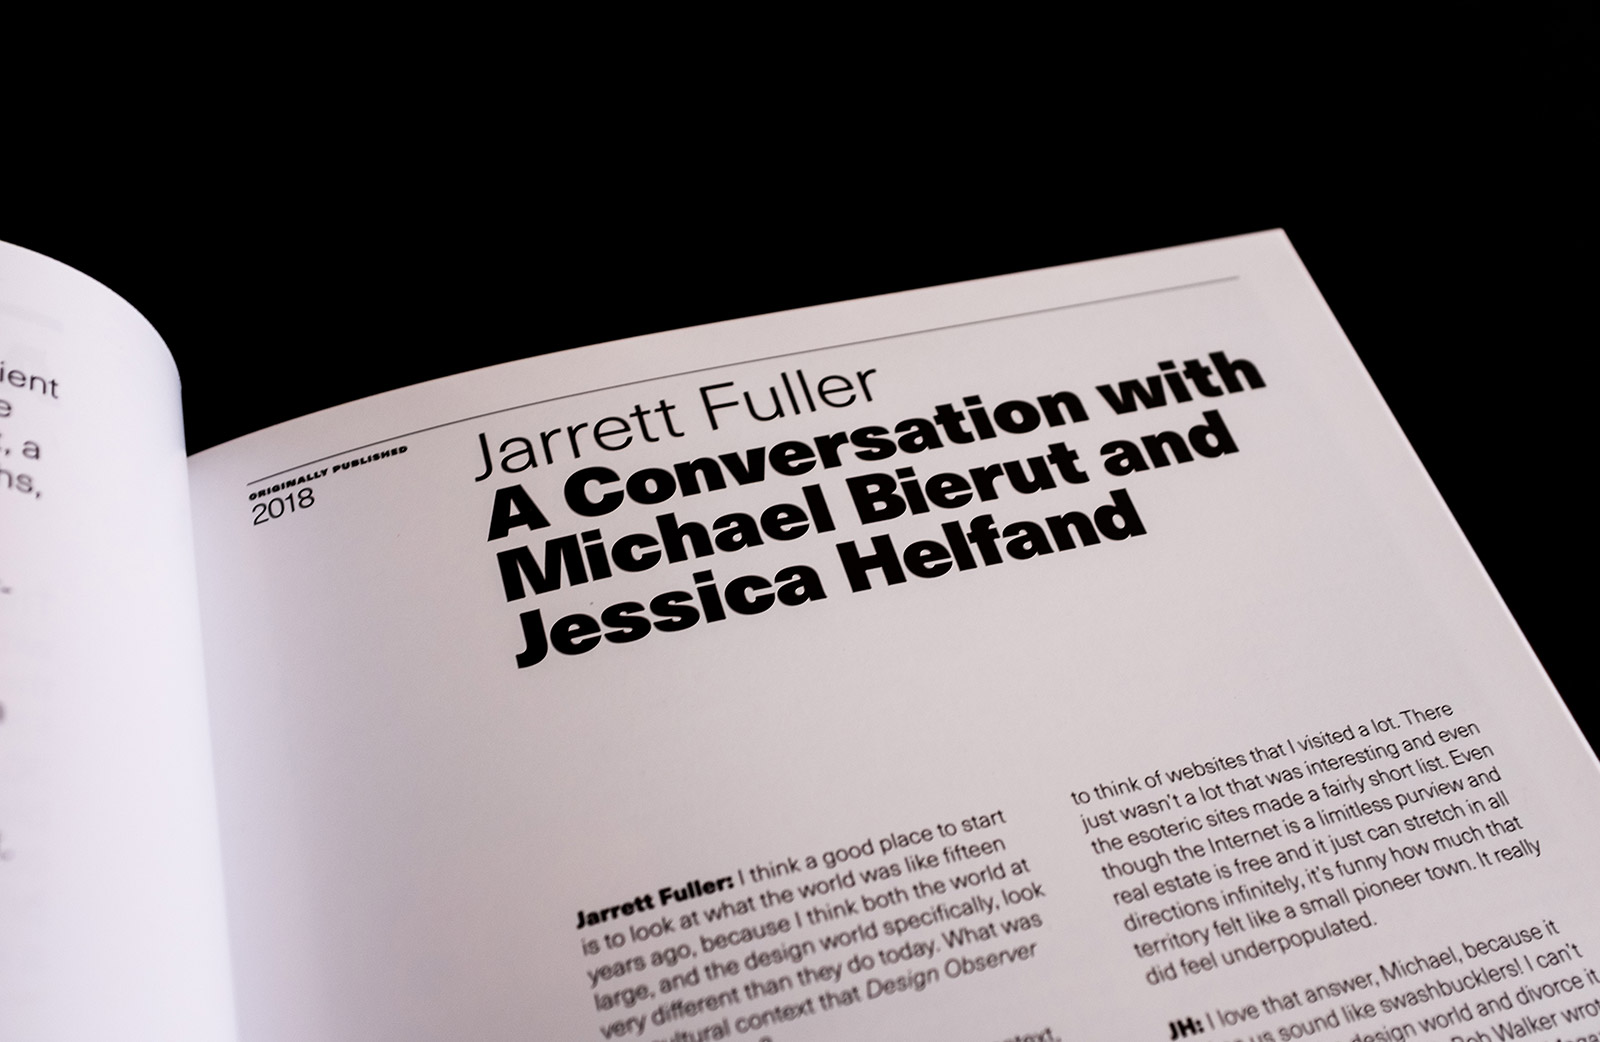 ient
e
, a
ns,
ORIGINALLY PUBLISHED
2018
Jarrett Fuller
A Conversation with
Michael Bierut and
Jessica Helfand
Jarrett Fuller: I think a good place to start
is to look at what the world was like fifteen
years ago, because I think both the world at
large, and the design world specifically, look
very different than they do today. What was
cultural context that Design Observer
context,
to think of websites that I visited a lot. There
just wasn't a lot that was interesting and even
the esoteric sites made a fairly short list. Even
though the Internet is a limitless purview and
real estate is free and it just can stretch in all
directions infinitely, it's funny how much that
territory felt like a small pioneer town. It really
did feel underpopulated.
JH: I love that answer, Michael, because it
us sound like swashbucklers! I can't
design world and divorce it
Rob Walker wrot